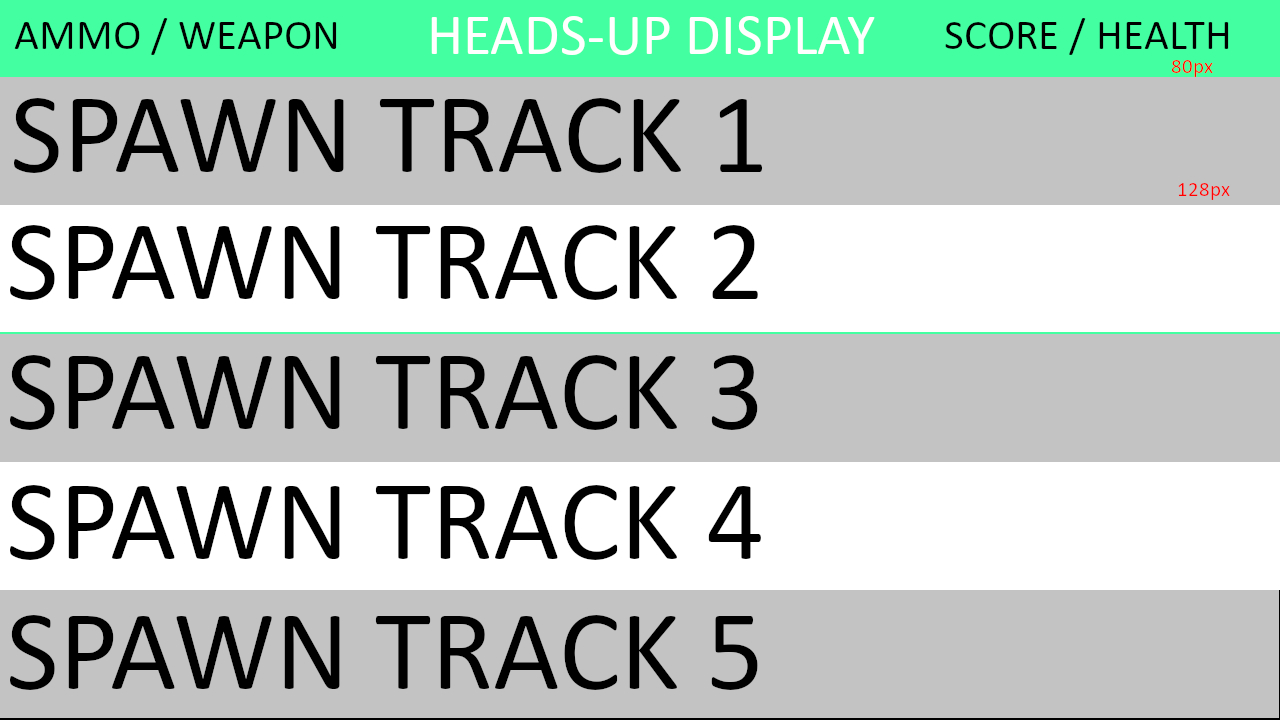 AMMO / WEAPON HEADS-UP DISPLAY SCORE / HEALTH
80px
SPAWN TRACK 1
128px
SPAWN TRACK 2
SPAWN TRACK 3
SPAWN TRACK 4
SPAWN TRACK 5